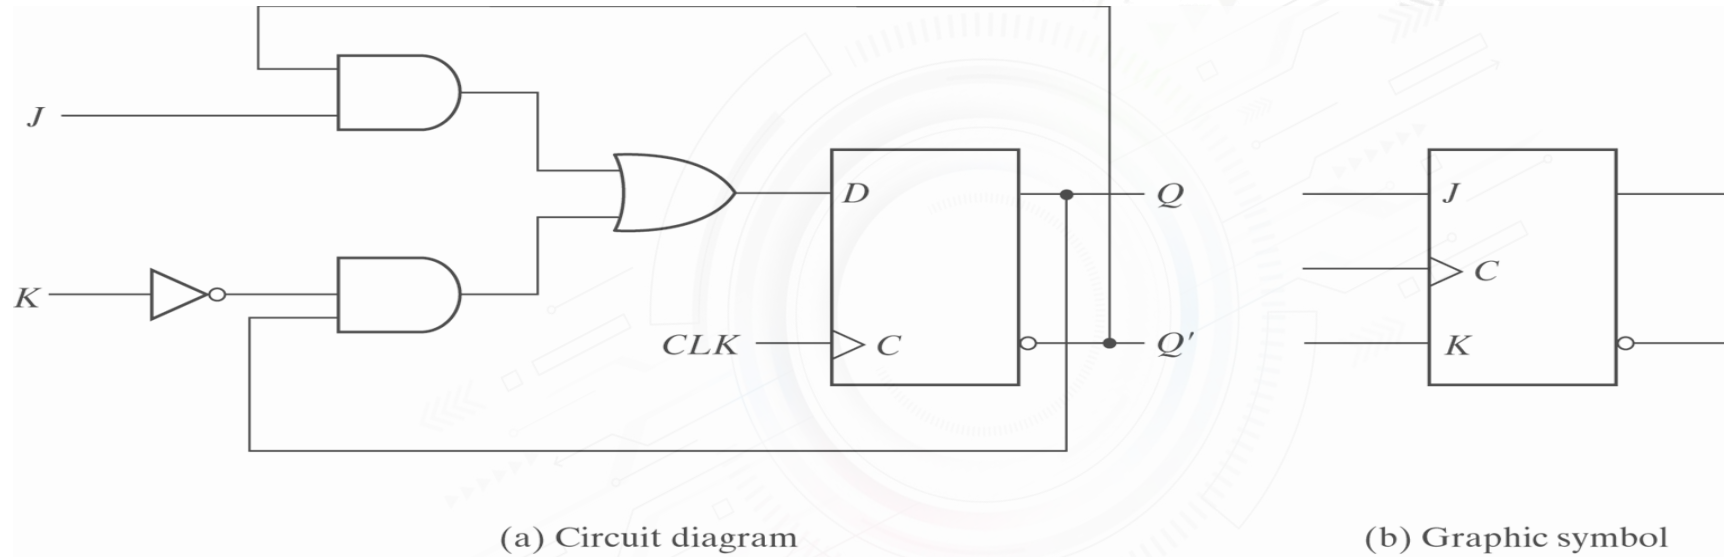 J
K
D
CLK
C
Q
Q′
(a) Circuit diagram
J
C
K
(b) Graphic symbol